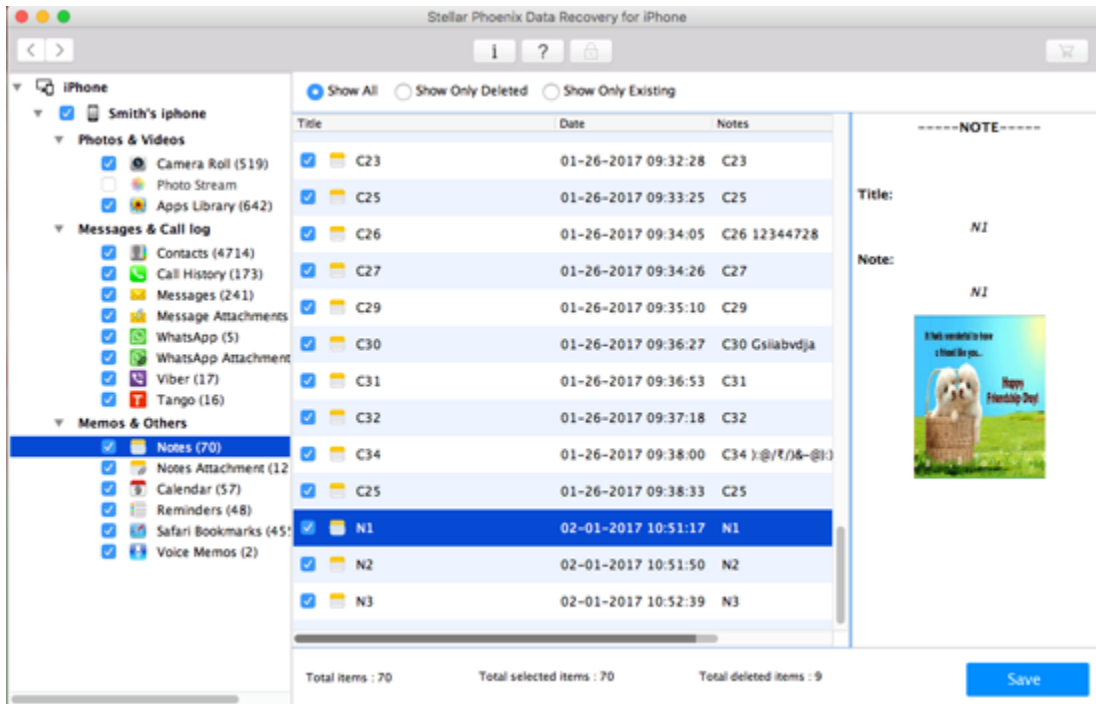 Stellar Phoenix Data Recovery for iPhone
i ?
iPhone
Smith's iphone
Photos & Videos
Camera Roll (519)
Photo Stream
Apps Library (642)
Messages & Call log
Contacts (4714)
Call History (173)
Messages (241)
Message Attachments
WhatsApp (5)
WhatsApp Attachment
Viber (17)
Tango (16)
Memos & Others
Notes (70)
Notes Attachment (12
Calendar (57)
Reminders (48)
Safari Bookmarks (45
Voice Memos (2)
Show All Show Only Deleted Show Only Existing
Title Date Notes
C23 01-26-2017 09:32:28 C23
C25 01-26-2017 09:33:25 C25
C26 01-26-2017 09:34:05 C26 12344728
C27 01-26-2017 09:34:26 C27
C29 01-26-2017 09:35:10 C29
C30 01-26-2017 09:36:27 C30 Gsiiabvdja
C31 01-26-2017 09:36:53 C31
C32 01-26-2017 09:37:18 C32
C34 01-26-2017 09:38:00 C34 ):@/₹/)&-@):)
C25 01-26-2017 09:38:33 C25
N1 02-01-2017 10:51:17 N1
N2 02-01-2017 10:51:50 N2
N3 02-01-2017 10:52:39 N3
-----NOTE-----
Title:
N1
Note:
N1
It feels wonderful to have
a friend like you...
Happy
Friendship Day!
Total items : 70 Total selected items : 70 Total deleted items : 9
Save